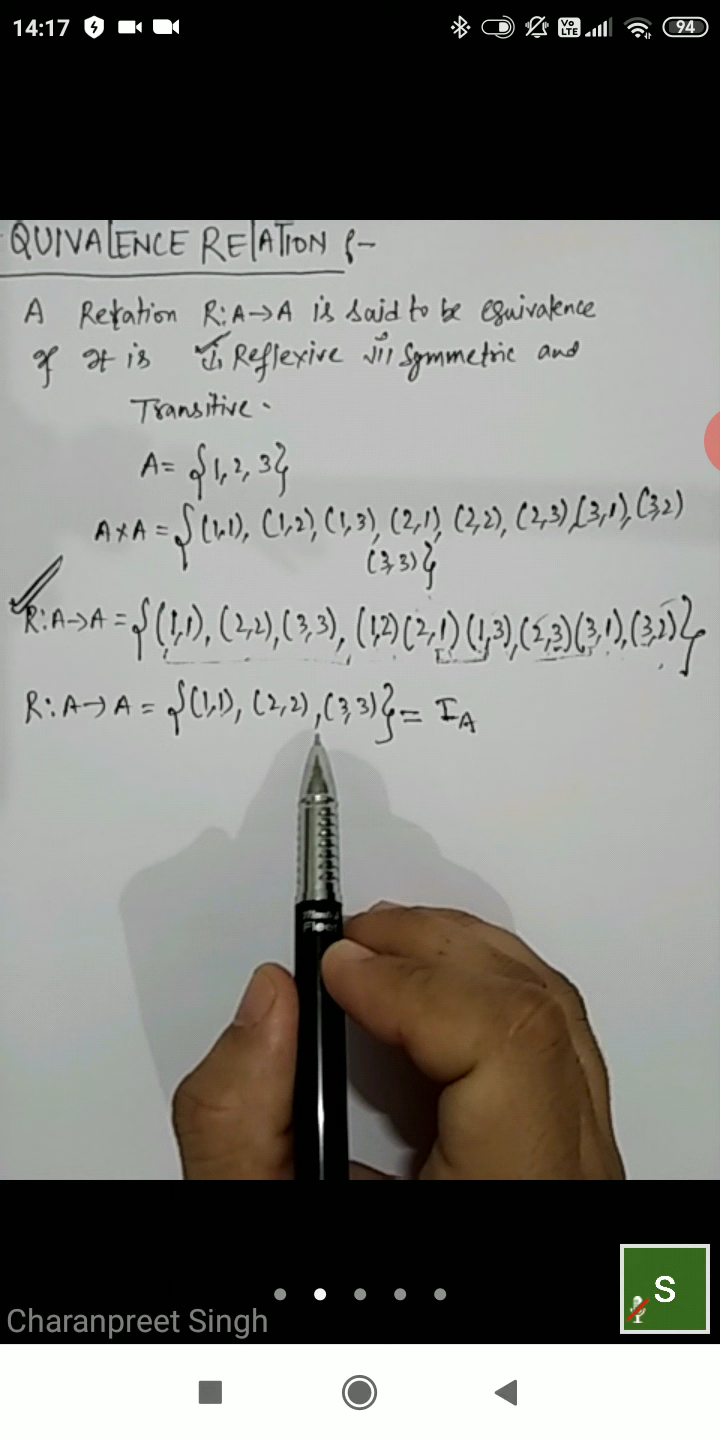 14:17 Vo LTE 94
QUIVALENCE RELATION :-
A Relation R:A→A is said to be equivalence
if it is i) Reflexive ii) Symmetric and
Transitive.
A= {1, 2, 3}
A×A = {(1,1), (1,2), (1,3), (2,1), (2,2), (2,3), (3,1), (3,2)
(3,3)}
R:A→A = {(1,1), (2,2), (3,3), (1,2) (2,1) (1,3), (2,3) (3,1), (3,2)}
R:A→A = {(1,1), (2,2), (3,3)} = I_A
S
Charanpreet Singh